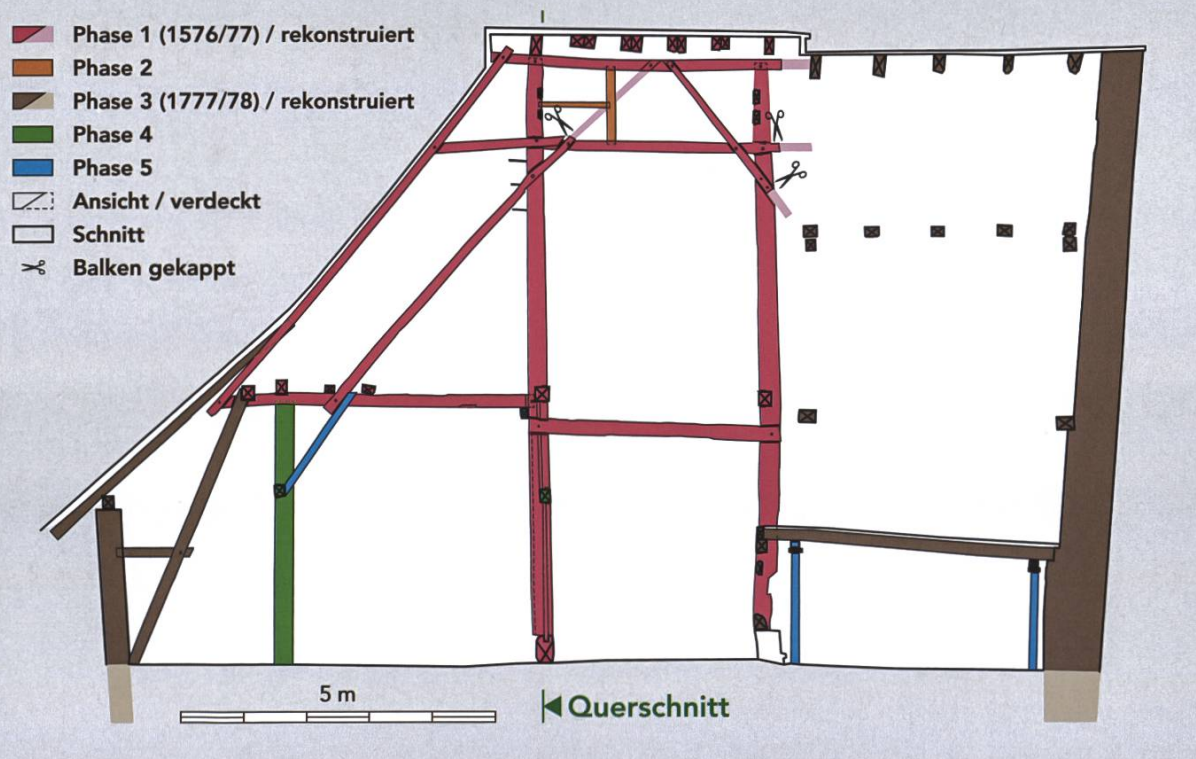 Phase 1 (1576/77) / rekonstruiert
Phase 2
Phase 3 (1777/78) / rekonstruiert
Phase 4
Phase 5
Ansicht / verdeckt
Schnitt
Balken gekappt
5 m
Querschnitt